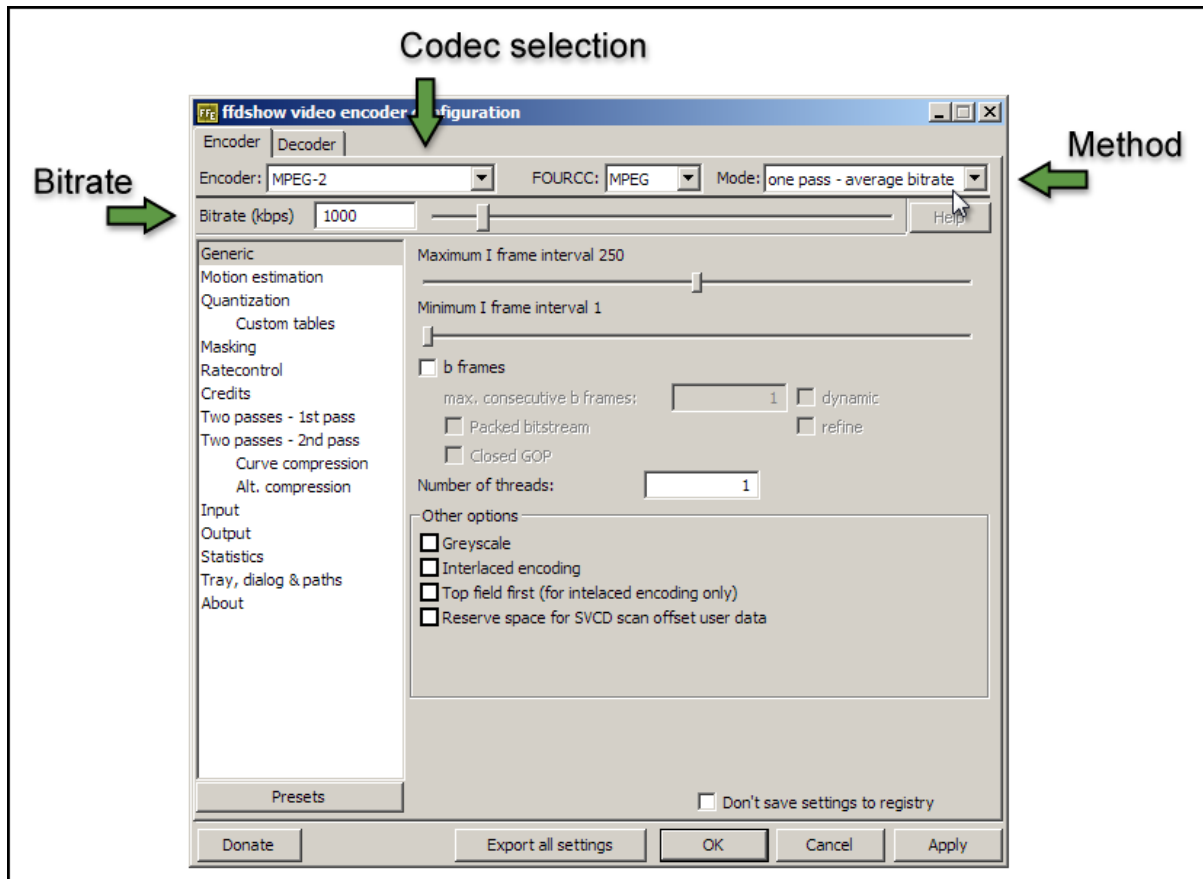 Codec selection
ffdshow video encoder configuration
Encoder Decoder
Method
Bitrate
Encoder: MPEG-2 FOURCC: MPEG Mode: one pass - average bitrate
Bitrate (kbps) 1000 Help
Generic
Motion estimation
Quantization
Custom tables
Masking
Ratecontrol
Credits
Two passes - 1st pass
Two passes - 2nd pass
Curve compression
Alt. compression
Input
Output
Statistics
Tray, dialog & paths
About
Presets
Maximum I frame interval 250
Minimum I frame interval 1
b frames
max. consecutive b frames: 1 dynamic
Packed bitstream refine
Closed GOP
Number of threads: 1
Other options
Greyscale
Interlaced encoding
Top field first (for intelaced encoding only)
Reserve space for SVCD scan offset user data
Don't save settings to registry
Donate Export all settings OK Cancel Apply